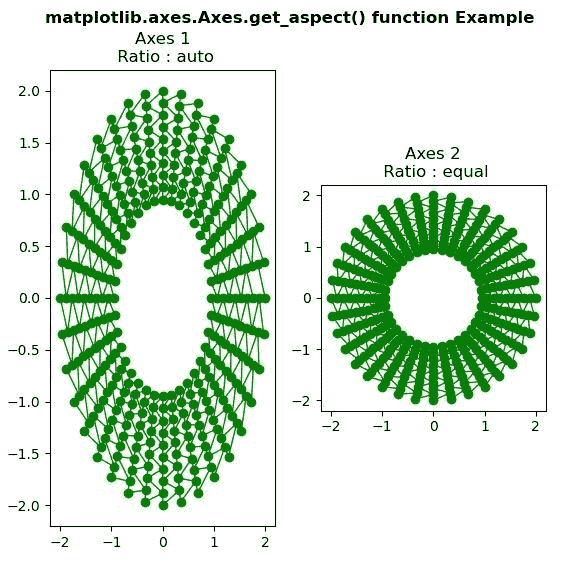 matplotlib.axes.Axes.get_aspect() function Example
Axes 1
Ratio : auto
2.0
1.5
1.0
0.5
0.0
−0.5
−1.0
−1.5
−2.0
−2 −1 0 1 2
Axes 2
Ratio : equal
2
1
0
−1
−2
−2 −1 0 1 2